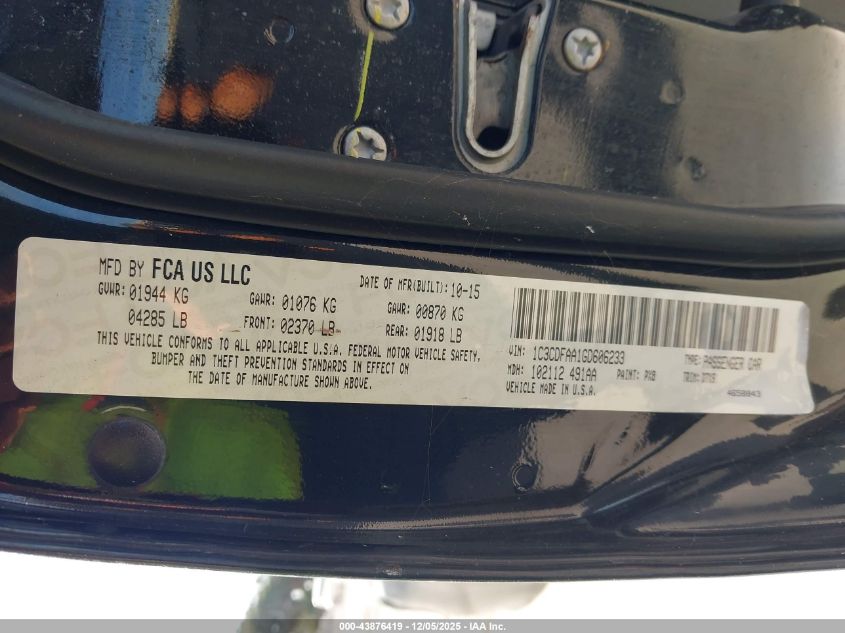 MFD BY FCA US LLC
DATE OF MFR(BUILT): 10-15
GVWR: 01944 KG
GAWR: 01076 KG
GAWR: 00870 KG
04285 LB
FRONT: 02370 LB
REAR: 01918 LB
THIS VEHICLE CONFORMS TO ALL APPLICABLE U.S.A. FEDERAL MOTOR VEHICLE SAFETY,
BUMPER AND THEFT PREVENTION STANDARDS IN EFFECT ON
THE DATE OF MANUFACTURE SHOWN ABOVE.
VIN: 1C3CDFAA1GD606233
TYPE: PASSENGER CAR
MDH: 102112 491AA
PAINT: PX8
TRIM:
VEHICLE MADE IN U.S.A.
000-43876419 - 12/05/2025 - IAA Inc.